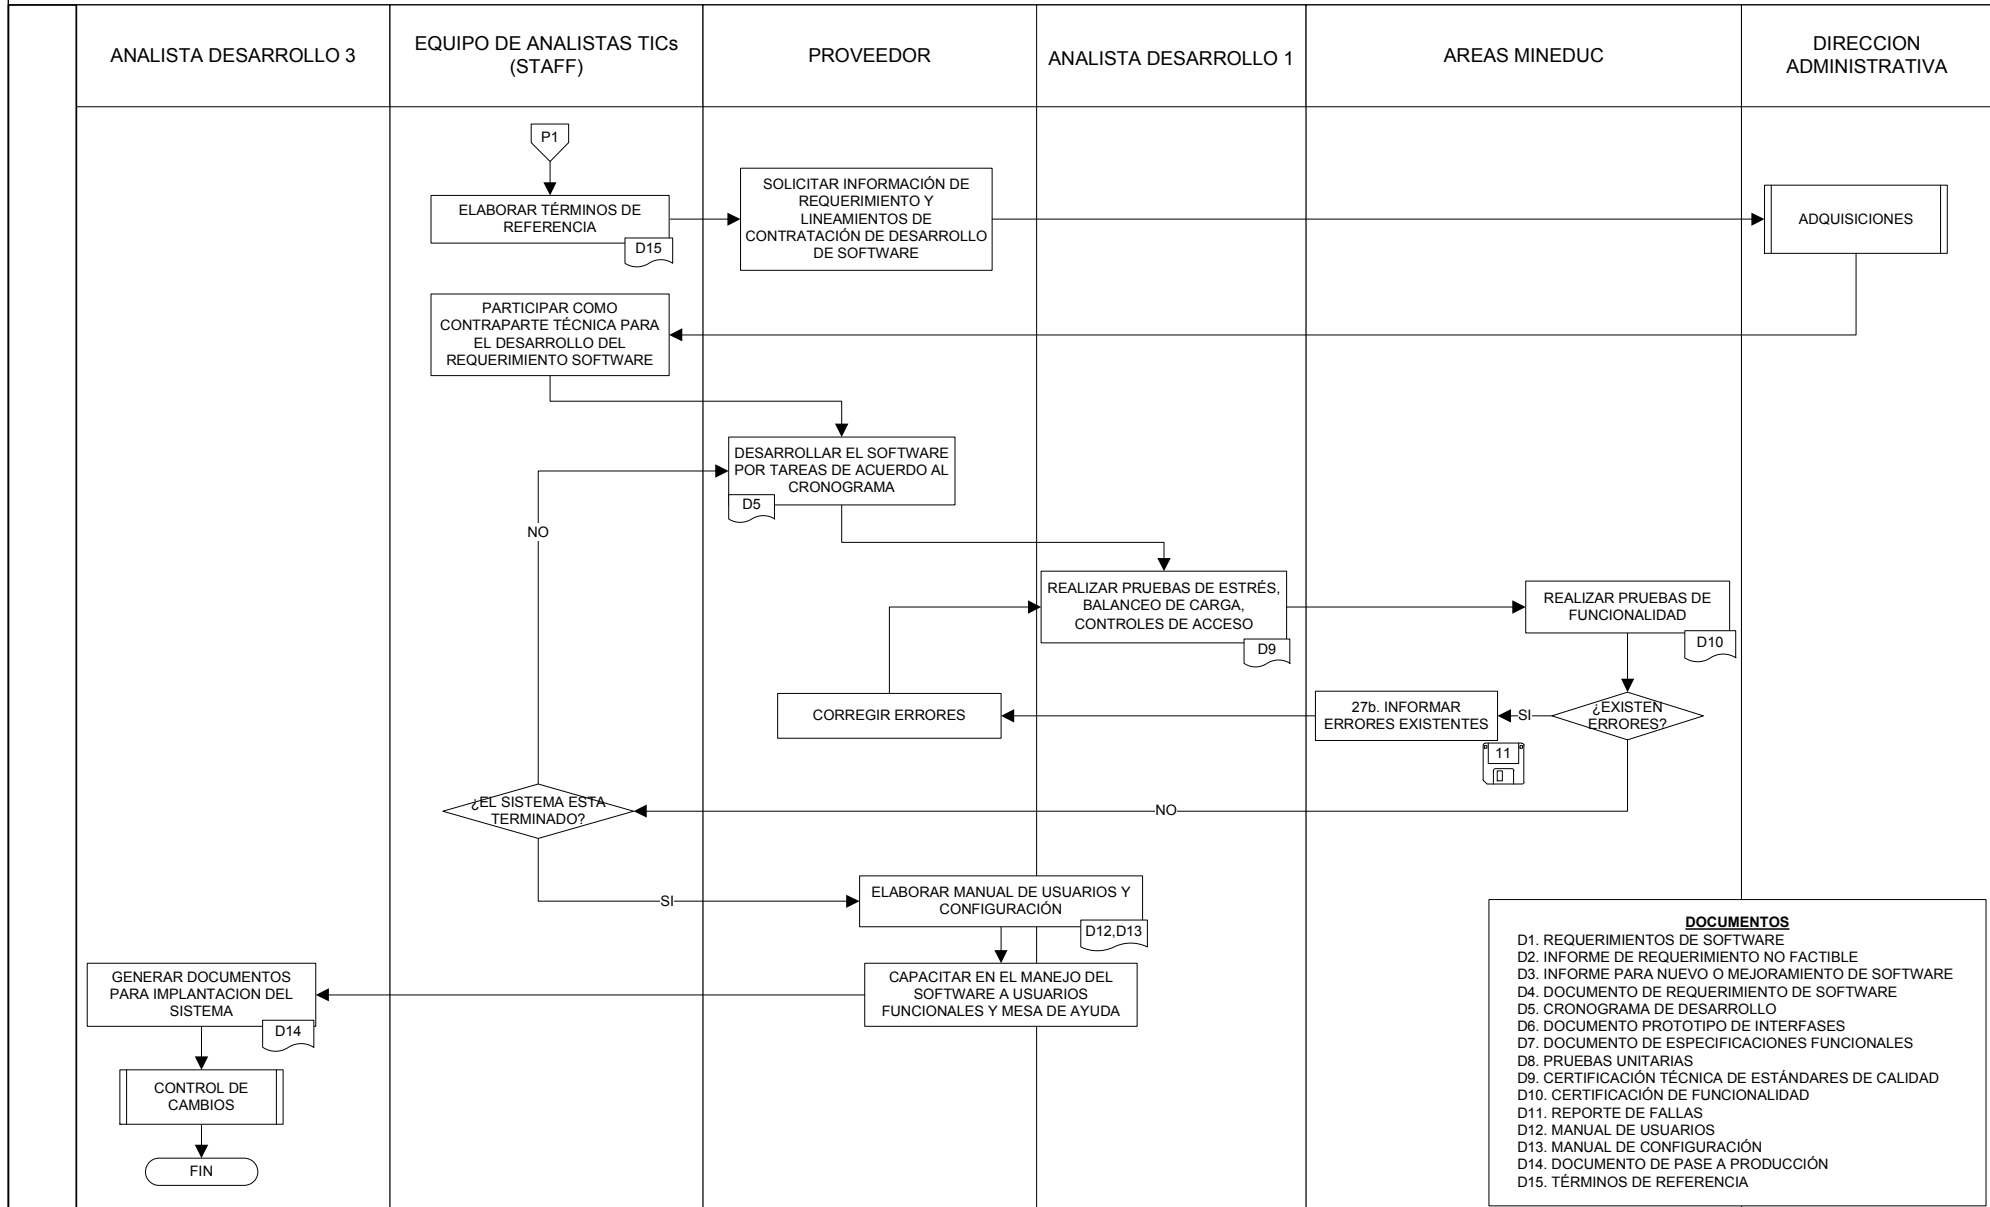 ANALISTA DESARROLLO 3
EQUIPO DE ANALISTAS TICs
(STAFF)
PROVEEDOR
ANALISTA DESARROLLO 1
AREAS MINEDUC
DIRECCION
ADMINISTRATIVA
P1
ELABORAR TÉRMINOS DE
REFERENCIA
D15
SOLICITAR INFORMACIÓN DE
REQUERIMIENTO Y
LINEAMIENTOS DE
CONTRATACIÓN DE DESARROLLO
DE SOFTWARE
ADQUISICIONES
PARTICIPAR COMO
CONTRAPARTE TÉCNICA PARA
EL DESARROLLO DEL
REQUERIMIENTO SOFTWARE
DESARROLLAR EL SOFTWARE
POR TAREAS DE ACUERDO AL
CRONOGRAMA
D5
NO
REALIZAR PRUEBAS DE ESTRÉS,
BALANCEO DE CARGA,
CONTROLES DE ACCESO
D9
REALIZAR PRUEBAS DE
FUNCIONALIDAD
D10
CORREGIR ERRORES
27b. INFORMAR
ERRORES EXISTENTES
11
SI
¿EXISTEN
ERRORES?
¿EL SISTEMA ESTA
TERMINADO?
NO
SI
ELABORAR MANUAL DE USUARIOS Y
CONFIGURACIÓN
D12,D13
CAPACITAR EN EL MANEJO DEL
SOFTWARE A USUARIOS
FUNCIONALES Y MESA DE AYUDA
GENERAR DOCUMENTOS
PARA IMPLANTACION DEL
SISTEMA
D14
CONTROL DE
CAMBIOS
FIN
DOCUMENTOS
D1. REQUERIMIENTOS DE SOFTWARE
D2. INFORME DE REQUERIMIENTO NO FACTIBLE
D3. INFORME PARA NUEVO O MEJORAMIENTO DE SOFTWARE
D4. DOCUMENTO DE REQUERIMIENTO DE SOFTWARE
D5. CRONOGRAMA DE DESARROLLO
D6. DOCUMENTO PROTOTIPO DE INTERFASES
D7. DOCUMENTO DE ESPECIFICACIONES FUNCIONALES
D8. PRUEBAS UNITARIAS
D9. CERTIFICACIÓN TÉCNICA DE ESTÁNDARES DE CALIDAD
D10. CERTIFICACIÓN DE FUNCIONALIDAD
D11. REPORTE DE FALLAS
D12. MANUAL DE USUARIOS
D13. MANUAL DE CONFIGURACIÓN
D14. DOCUMENTO DE PASE A PRODUCCIÓN
D15. TÉRMINOS DE REFERENCIA